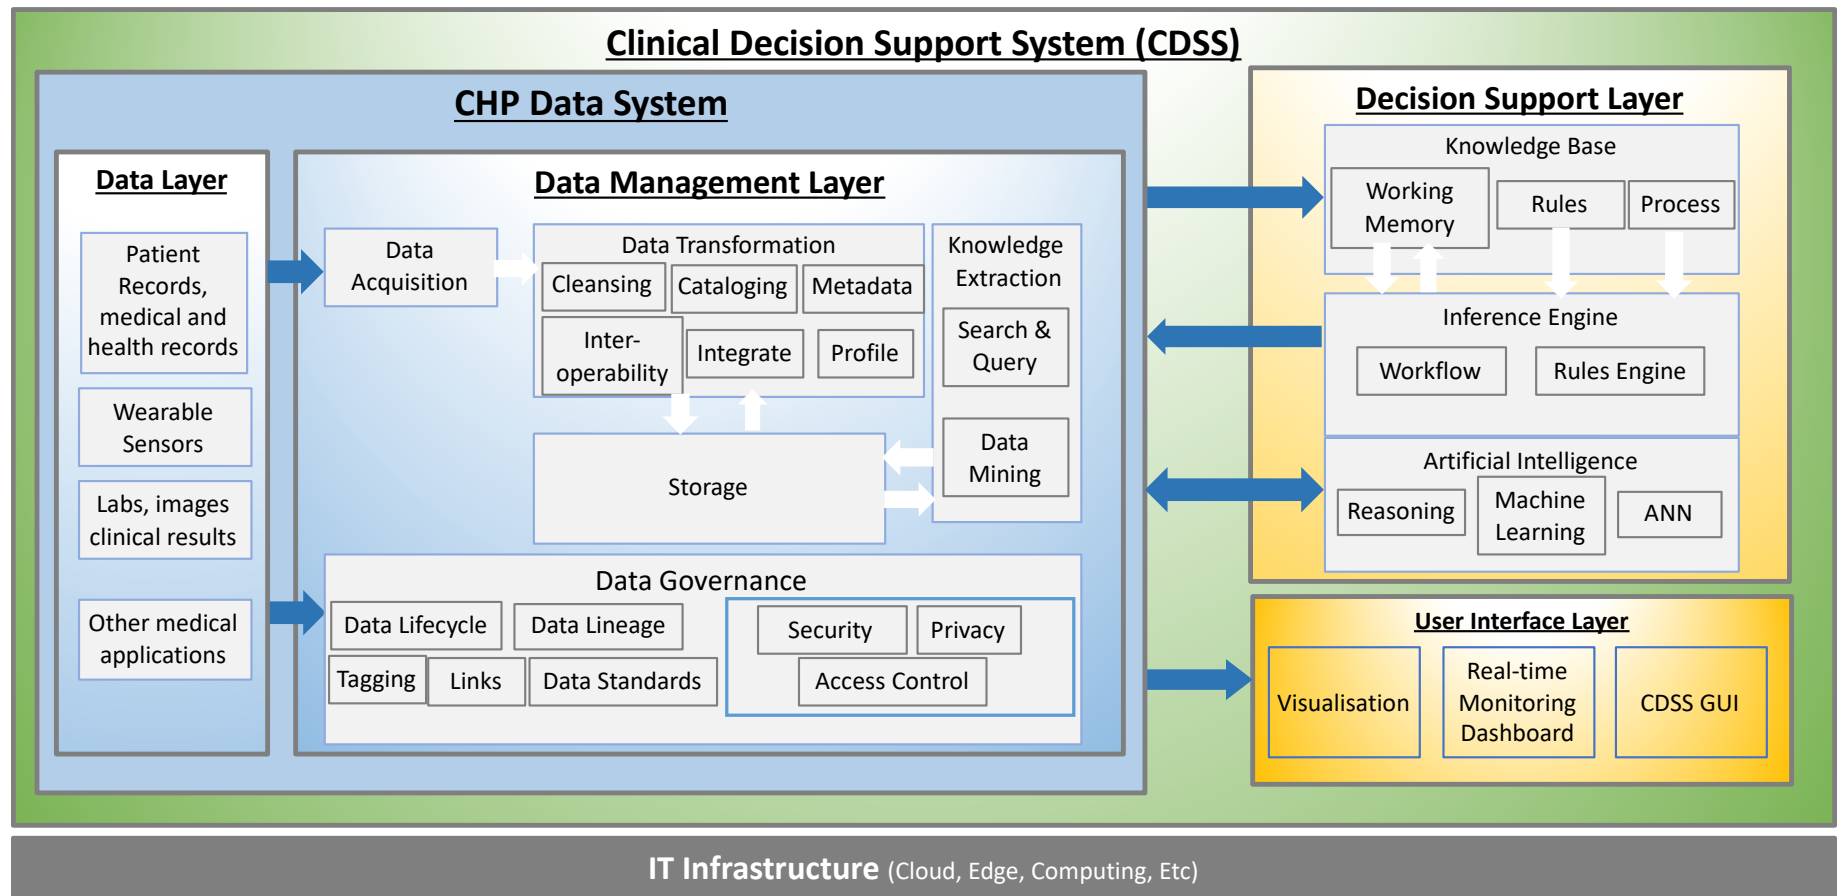 Clinical Decision Support System (CDSS)
CHP Data System
Data Layer
Patient
Records,
medical and
health records
Wearable
Sensors
Labs, images
clinical results
Other medical
applications
Data Management Layer
Data
Acquisition
Data Transformation
Cleansing
Cataloging
Metadata
Inter-
operability
Integrate
Profile
Knowledge
Extraction
Search &
Query
Data
Mining
Storage
Data Governance
Data Lifecycle
Data Lineage
Tagging
Links
Data Standards
Security
Privacy
Access Control
Decision Support Layer
Knowledge Base
Working
Memory
Rules
Process
Inference Engine
Workflow
Rules Engine
Artificial Intelligence
Reasoning
Machine
Learning
ANN
User Interface Layer
Visualisation
Real-time
Monitoring
Dashboard
CDSS GUI
IT Infrastructure (Cloud, Edge, Computing, Etc)